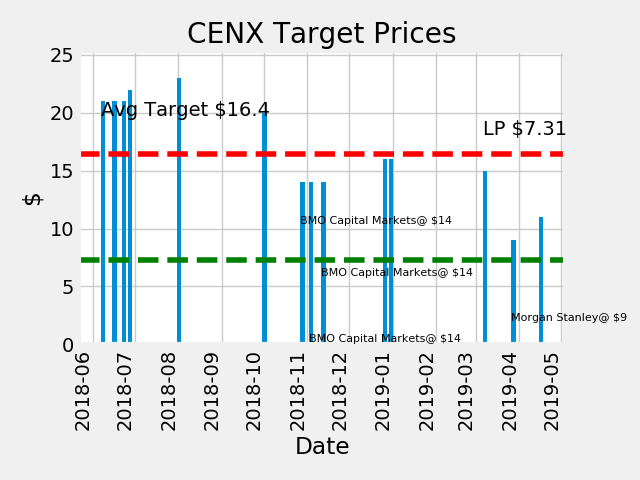 CENX Target Prices
25
Avg Target $16.4
20
LP $7.31
15
$
BMO Capital Markets@ $14
10
BMO Capital Markets@ $14
5
Morgan Stanley@ $9
BMO Capital Markets@ $14
0
2018-06
2018-07
2018-08
2018-09
2018-10
2018-11
2018-12
2019-01
2019-02
2019-03
2019-04
2019-05
Date